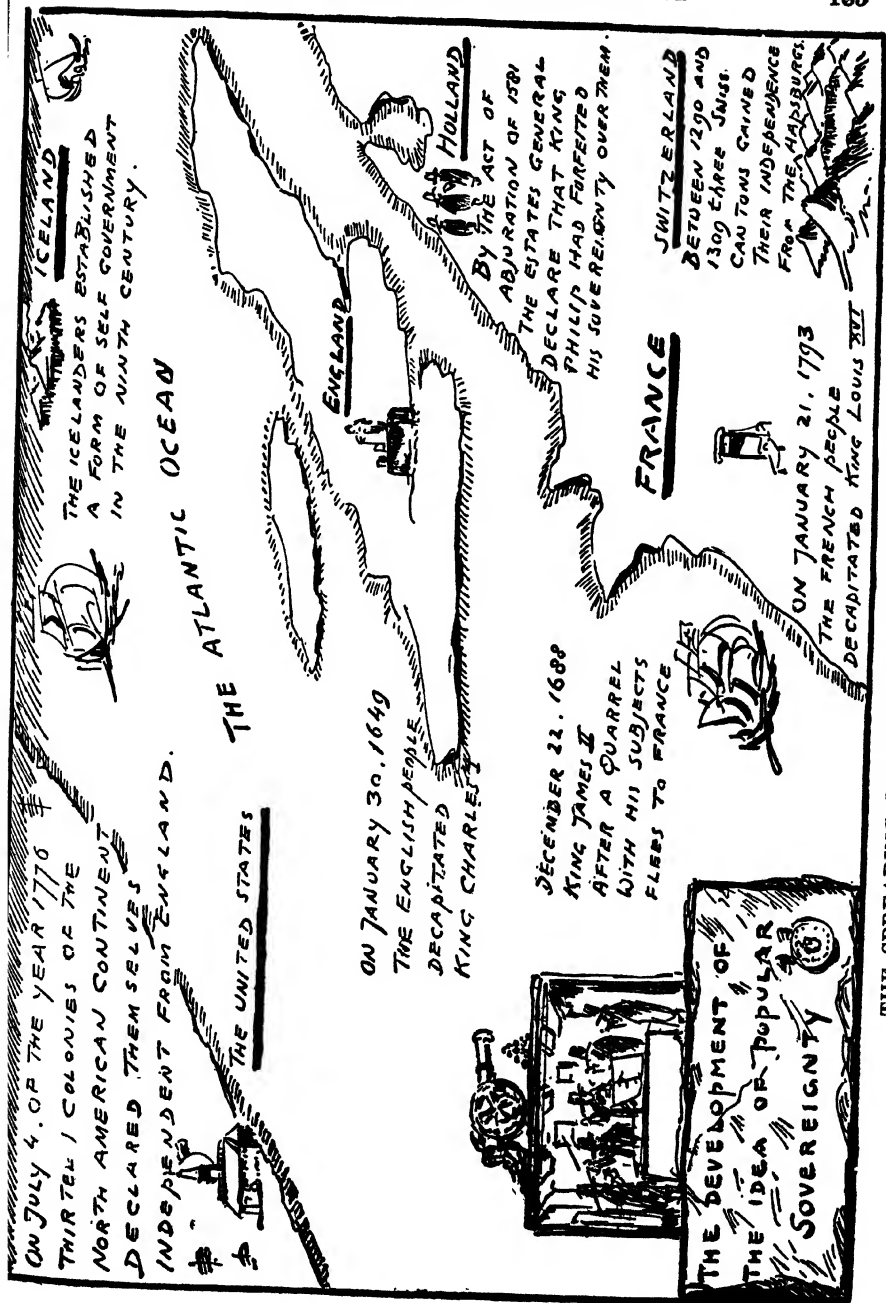 ON JULY 4. OF THE YEAR 1776
THIRTEEN COLONIES OF THE
NORTH AMERICAN CONTINENT
DECLARED THEMSELVES
INDEPENDENT FROM ENGLAND.
THE UNITED STATES
THE ATLANTIC OCEAN
ICELAND
THE ICELANDERS ESTABLISHED
A FORM OF SELF GOVERNMENT
IN THE NINTH CENTURY.
ENGLAND
ON JANUARY 30. 1649
THE ENGLISH PEOPLE
DECAPITATED
KING CHARLES I
HOLLAND
BY THE ACT OF
ABJURATION OF 1581
THE ESTATES GENERAL
DECLARE THAT KING
PHILIP HAD FORFEITED
HIS SOVEREIGNTY OVER THEM.
DECEMBER 22. 1688
KING JAMES II
AFTER A QUARREL
WITH HIS SUBJECTS
FLEES TO FRANCE
FRANCE
ON JANUARY 21. 1793
THE FRENCH PEOPLE
DECAPITATED KING LOUIS XVI
SWITZERLAND
BETWEEN 1290 AND
1309 THREE SWISS
CANTONS GAINED
THEIR INDEPENDENCE
FROM THE HAPSBURGS.
THE DEVELOPMENT OF
THE IDEA OF POPULAR
SOVEREIGNTY